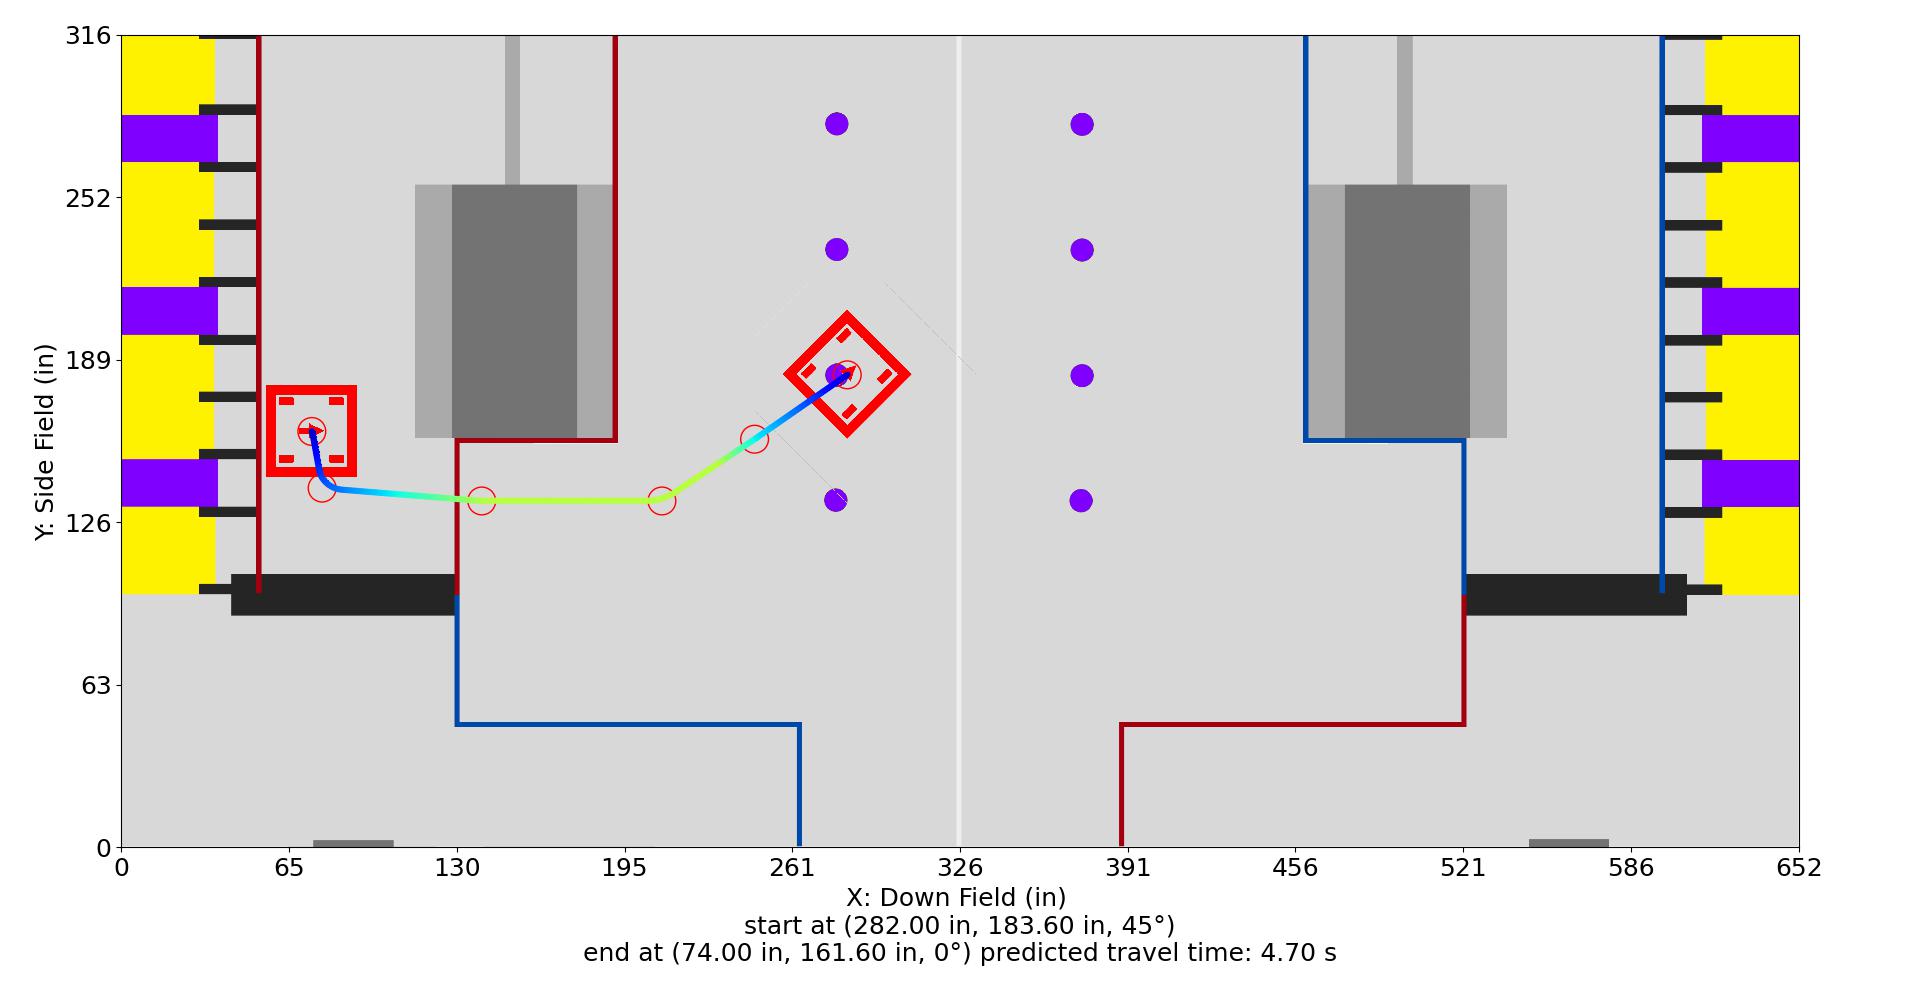 316
252
189
126
63
0
Y: Side Field (in)
0 65 130 195 261 326 391 456 521 586 652
X: Down Field (in)
start at (282.00 in, 183.60 in, 45°)
end at (74.00 in, 161.60 in, 0°) predicted travel time: 4.70 s